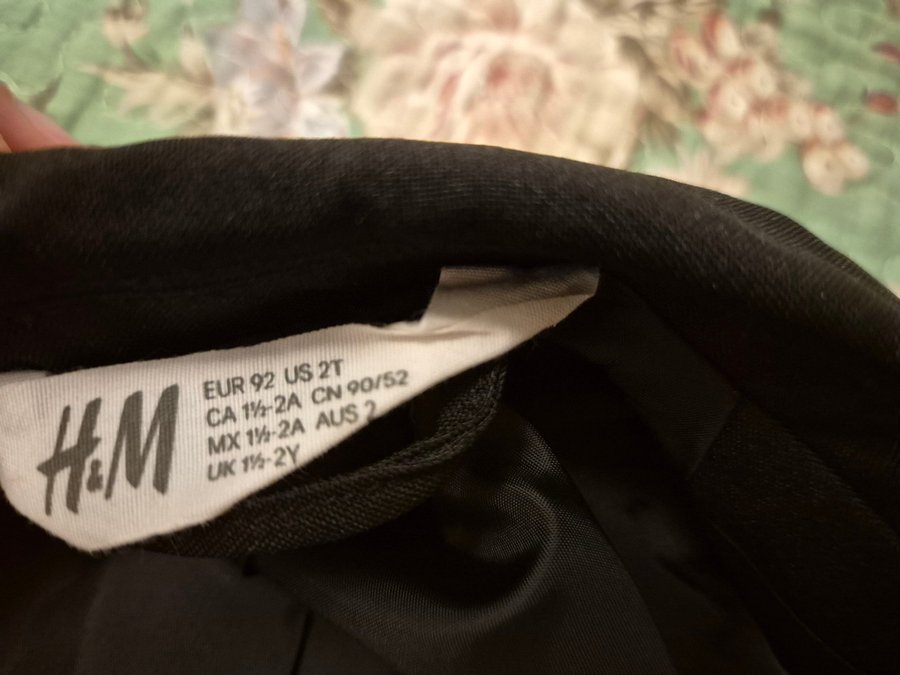 H&M
EUR 92 US 2T
CA 1½-2A CN 90/52
MX 1½-2A AUS 2
UK 1½-2Y